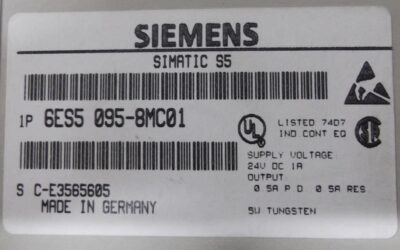 SIEMENS
SIMATIC S5
1P 6ES5 095-8MC01
UL LISTED 74D7
IND CONT EQ
SUPPLY VOLTAGE
24V DC 1A
OUTPUT
0.5A P D 0.5A RES
5W TUNGSTEN
S C-E3565605
MADE IN GERMANY